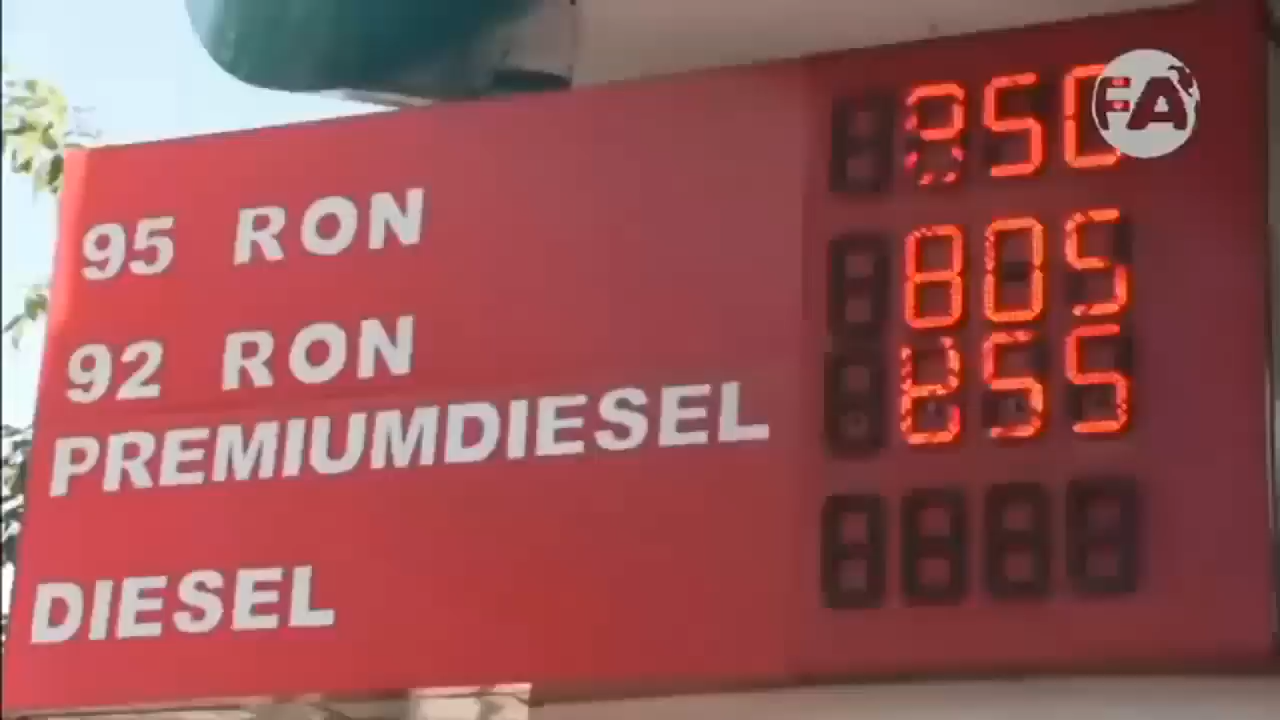 95 RON
92 RON 805
PREMIUMDIESEL
DIESEL
FA